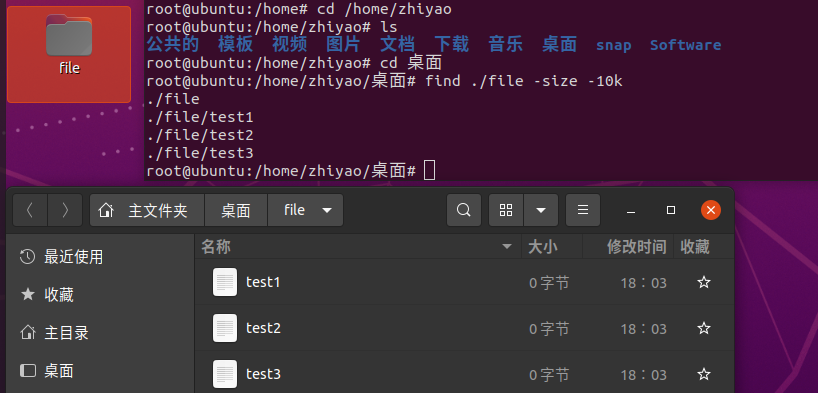 file
root@ubuntu:/home# cd /home/zhiyao
root@ubuntu:/home/zhiyao# ls
公共的 模板 视频 图片 文档 下载 音乐 桌面 snap Software
root@ubuntu:/home/zhiyao# cd 桌面
root@ubuntu:/home/zhiyao/桌面# find ./file -size -10k
./file
./file/test1
./file/test2
./file/test3
root@ubuntu:/home/zhiyao/桌面#
主文件夹 桌面 file
名称 大小 修改时间 收藏
最近使用
test1 0 字节 18：03
收藏
test2 0 字节 18：03
主目录
桌面
test3 0 字节 18：03